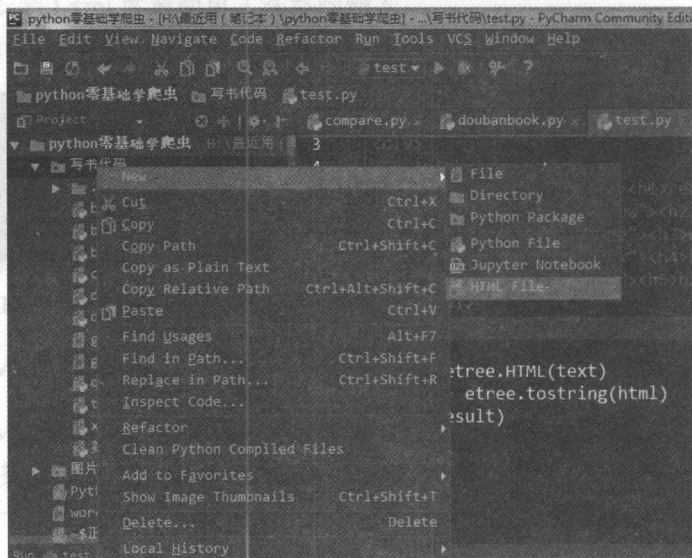 python零基础学爬虫 - [H:\最近用（笔记本）\python零基础学爬虫] - ...\写书代码\test.py - PyCharm Community Edit
File Edit View Navigate Code Refactor Run Tools VCS Window Help
test
python零基础学爬虫 写书代码 test.py
Project compare.py doubanbook.py test.py
python零基础学爬虫 H:\最近用 ( 3 <div>
写书代码 4
New File
Directory
Cut Ctrl+X Python Package
Copy Ctrl+C
Copy Path Ctrl+Shift+C Python File
Copy as Plain Text Jupyter Notebook
Copy Relative Path Ctrl+Alt+Shift+C HTML File
Paste Ctrl+V
Find Usages Alt+F7
Find in Path... Ctrl+Shift+F
Replace in Path... Ctrl+Shift+R
Inspect Code...
Refactor
Clean Python Compiled Files
Add to Favorites
Show Image Thumbnails Ctrl+Shift+T
Delete... Delete
Local History
etree.HTML(text)
etree.tostring(html)
esult)
图片
Pyt
wor
~$正
Run test